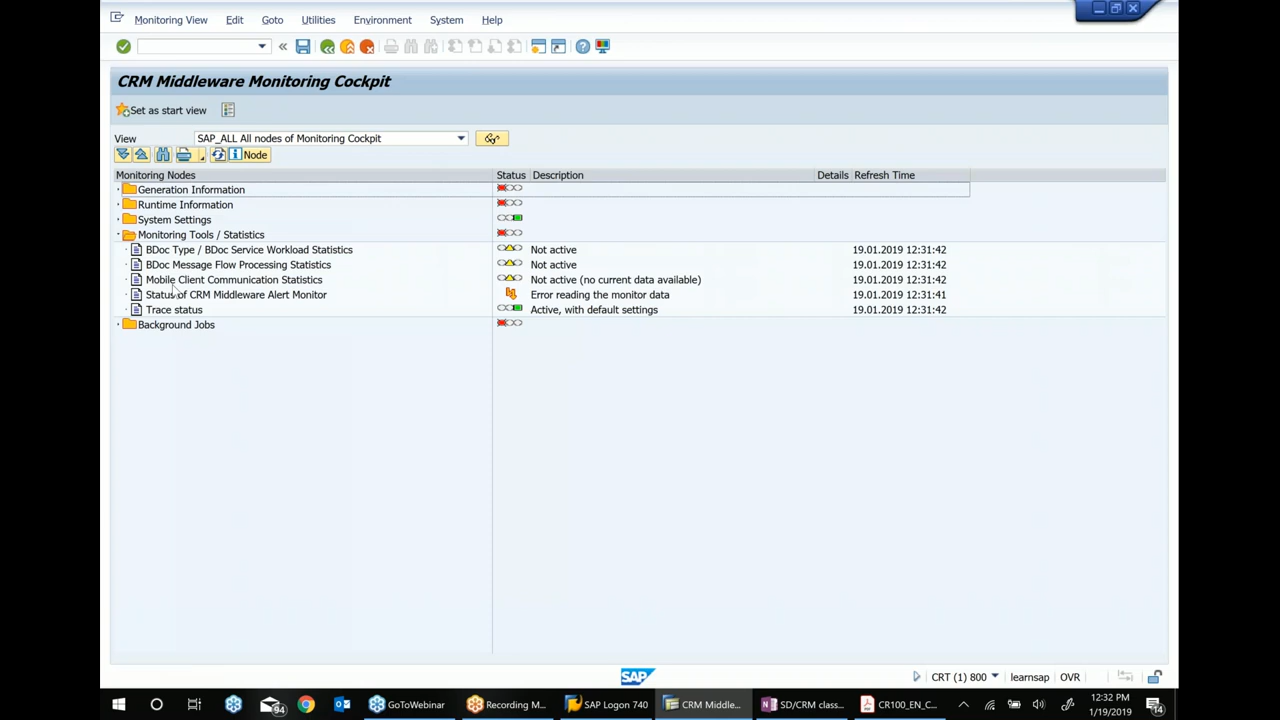 Monitoring View Edit Goto Utilities Environment System Help
CRM Middleware Monitoring Cockpit
Set as start view
View SAP_ALL All nodes of Monitoring Cockpit
Node
Monitoring Nodes Status Description Details Refresh Time
Generation Information
Runtime Information
System Settings
Monitoring Tools / Statistics
BDoc Type / BDoc Service Workload Statistics Not active 19.01.2019 12:31:42
BDoc Message Flow Processing Statistics Not active 19.01.2019 12:31:42
Mobile Client Communication Statistics Not active (no current data available) 19.01.2019 12:31:42
Status of CRM Middleware Alert Monitor Error reading the monitor data 19.01.2019 12:31:41
Trace status Active, with default settings 19.01.2019 12:31:42
Background Jobs
SAP CRT (1) 800 learnsap OVR
94 GoToWebinar Recording M... SAP Logon 740 CRM Middle... SD/CRM class... CR100_EN_C... 12:32 PM
1/19/2019 14